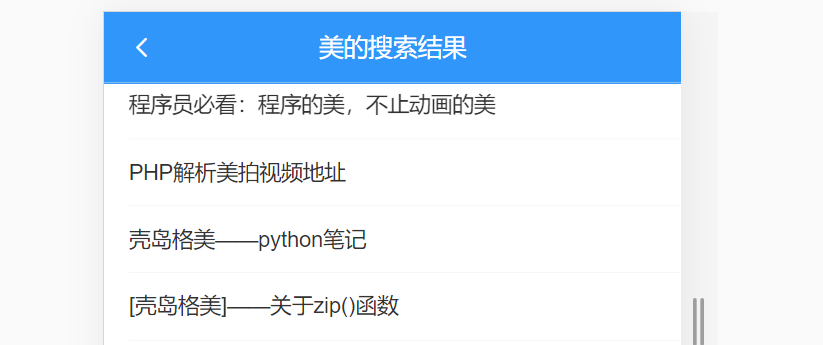 美的搜索结果
程序员必看：程序的美，不止动画的美
PHP解析美拍视频地址
壳岛格美——python笔记
[壳岛格美]——关于zip()函数